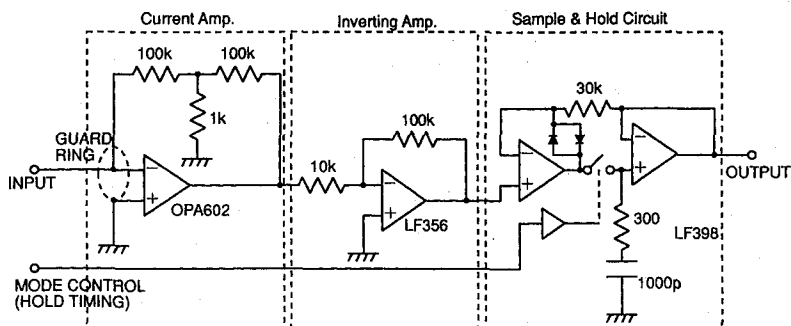 Current Amp.
Inverting Amp.
Sample & Hold Circuit
100k
100k
1k
GUARD
RING
INPUT
OPA602
10k
100k
LF356
30k
OUTPUT
300
LF398
1000p
MODE CONTROL
(HOLD TIMING)
−
+
−
+
−
+
−
+